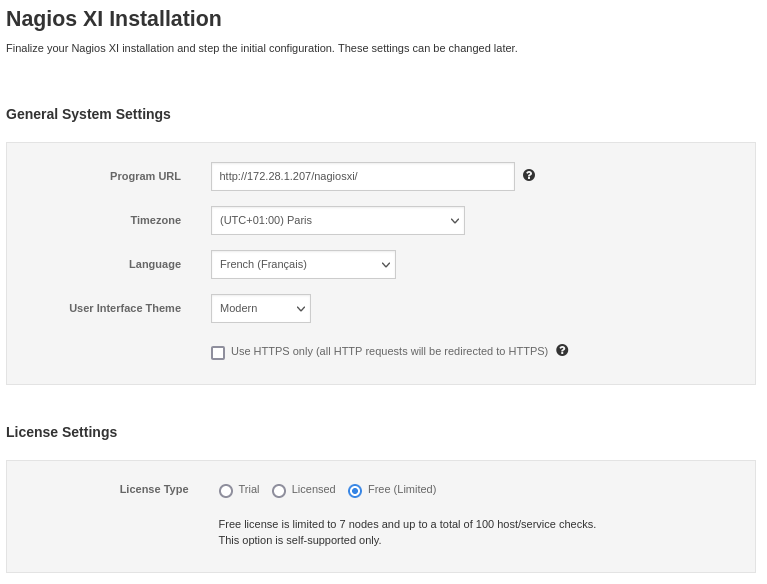 Nagios XI Installation
Finalize your Nagios XI installation and step the initial configuration. These settings can be changed later.
General System Settings
Program URL http://172.28.1.207/nagiosxi/ ?
Timezone (UTC+01:00) Paris
Language French (Français)
User Interface Theme Modern
Use HTTPS only (all HTTP requests will be redirected to HTTPS) ?
License Settings
License Type Trial Licensed Free (Limited)
Free license is limited to 7 nodes and up to a total of 100 host/service checks.
This option is self-supported only.